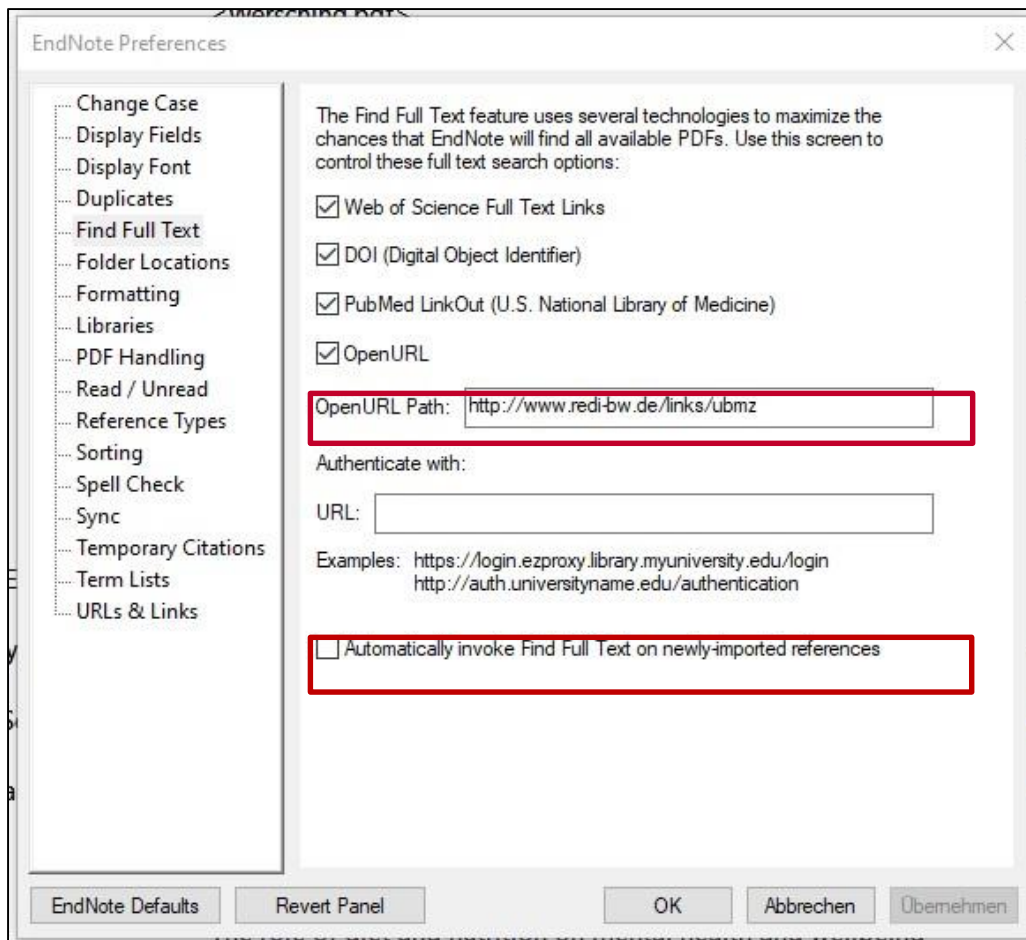 <Wersching.pdf>
EndNote Preferences
Change Case
Display Fields
Display Font
Duplicates
Find Full Text
Folder Locations
Formatting
Libraries
PDF Handling
Read / Unread
Reference Types
Sorting
Spell Check
Sync
Temporary Citations
Term Lists
URLs & Links
The Find Full Text feature uses several technologies to maximize the
chances that EndNote will find all available PDFs. Use this screen to
control these full text search options:
Web of Science Full Text Links
DOI (Digital Object Identifier)
PubMed LinkOut (U.S. National Library of Medicine)
OpenURL
OpenURL Path: http://www.redi-bw.de/links/ubmz
Authenticate with:
URL:
Examples: https://login.ezproxy.library.myuniversity.edu/login
http://auth.universityname.edu/authentication
Automatically invoke Find Full Text on newly-imported references
EndNote Defaults
Revert Panel
OK
Abbrechen
Übernehmen